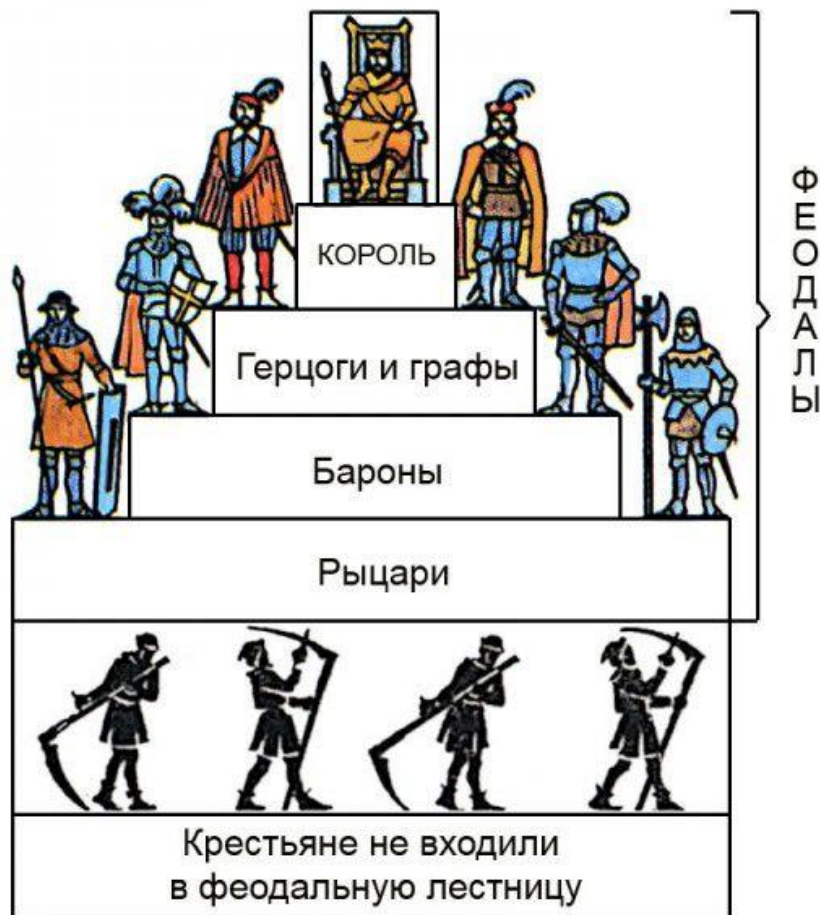 КОРОЛЬ
Герцоги и графы
Бароны
Рыцари
Крестьяне не входили
в феодальную лестницу
ФЕОДАЛЫ